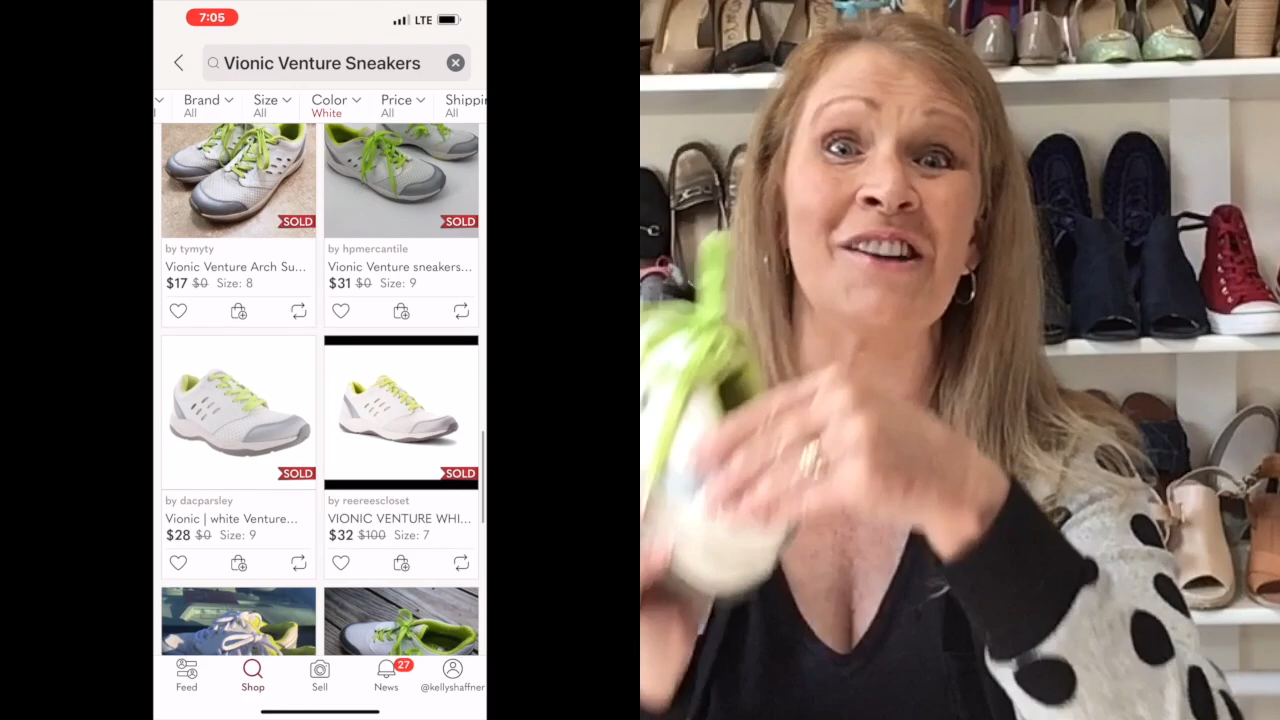 7:05
LTE
Vionic Venture Sneakers
Brand Size Color Price Shippin
All All White All All
SOLD SOLD
by tymyty by hpmercantile
Vionic Venture Arch Su... Vionic Venture sneakers...
$17 $0 Size: 8 $31 $0 Size: 9
SOLD SOLD
by dacparsley by reereescloset
Vionic | white Venture... VIONIC VENTURE WHI...
$28 $0 Size: 9 $32 $100 Size: 7
27
Feed Shop Sell News @kellyshaffner